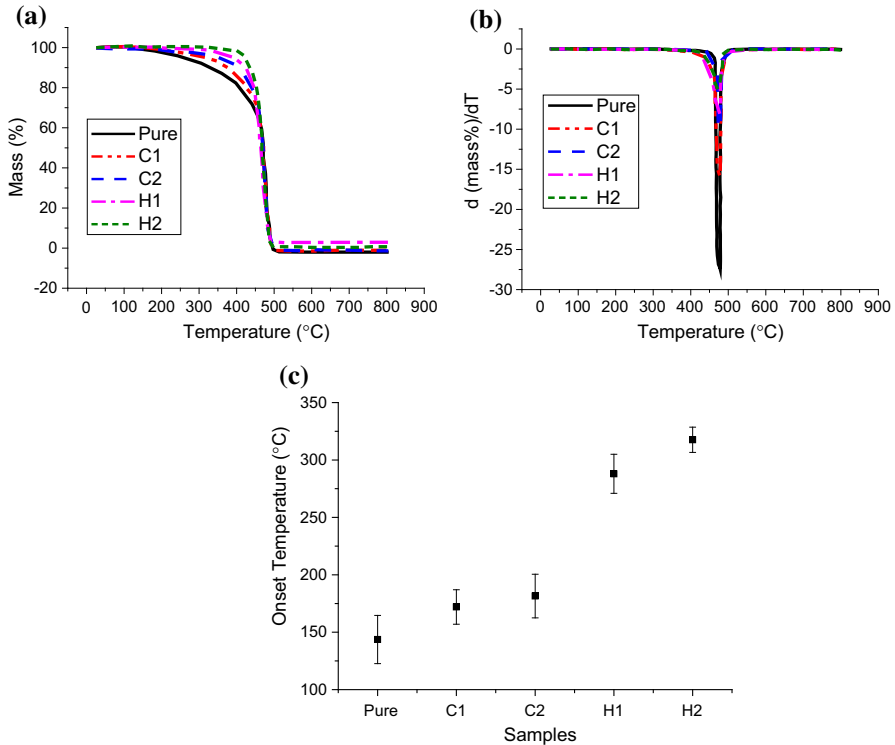 (a)
100
80
60
40
20
0
-20
Mass (%)
Pure
C1
C2
H1
H2
0 100 200 300 400 500 600 700 800 900
Temperature (°C)
(b)
0
-5
-10
-15
-20
-25
-30
d (mass%)/dT
Pure
C1
C2
H1
H2
0 100 200 300 400 500 600 700 800 900
Temperature (°C)
(c)
350
300
250
200
150
100
Onset Temperature (°C)
Pure C1 C2 H1 H2
Samples